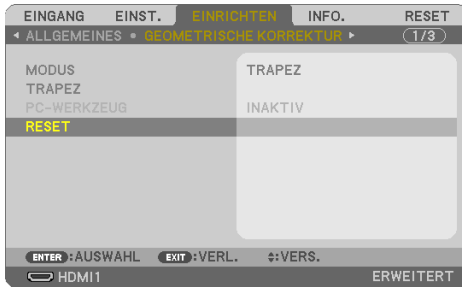 EINGANG EINST. EINRICHTEN INFO. RESET
◂ ALLGEMEINES • GEOMETRISCHE KORREKTUR ▸ 1/3
MODUS TRAPEZ
TRAPEZ
PC-WERKZEUG INAKTIV
RESET
ENTER :AUSWAHL EXIT :VERL. ♦:VERS.
HDMI1 ERWEITERT